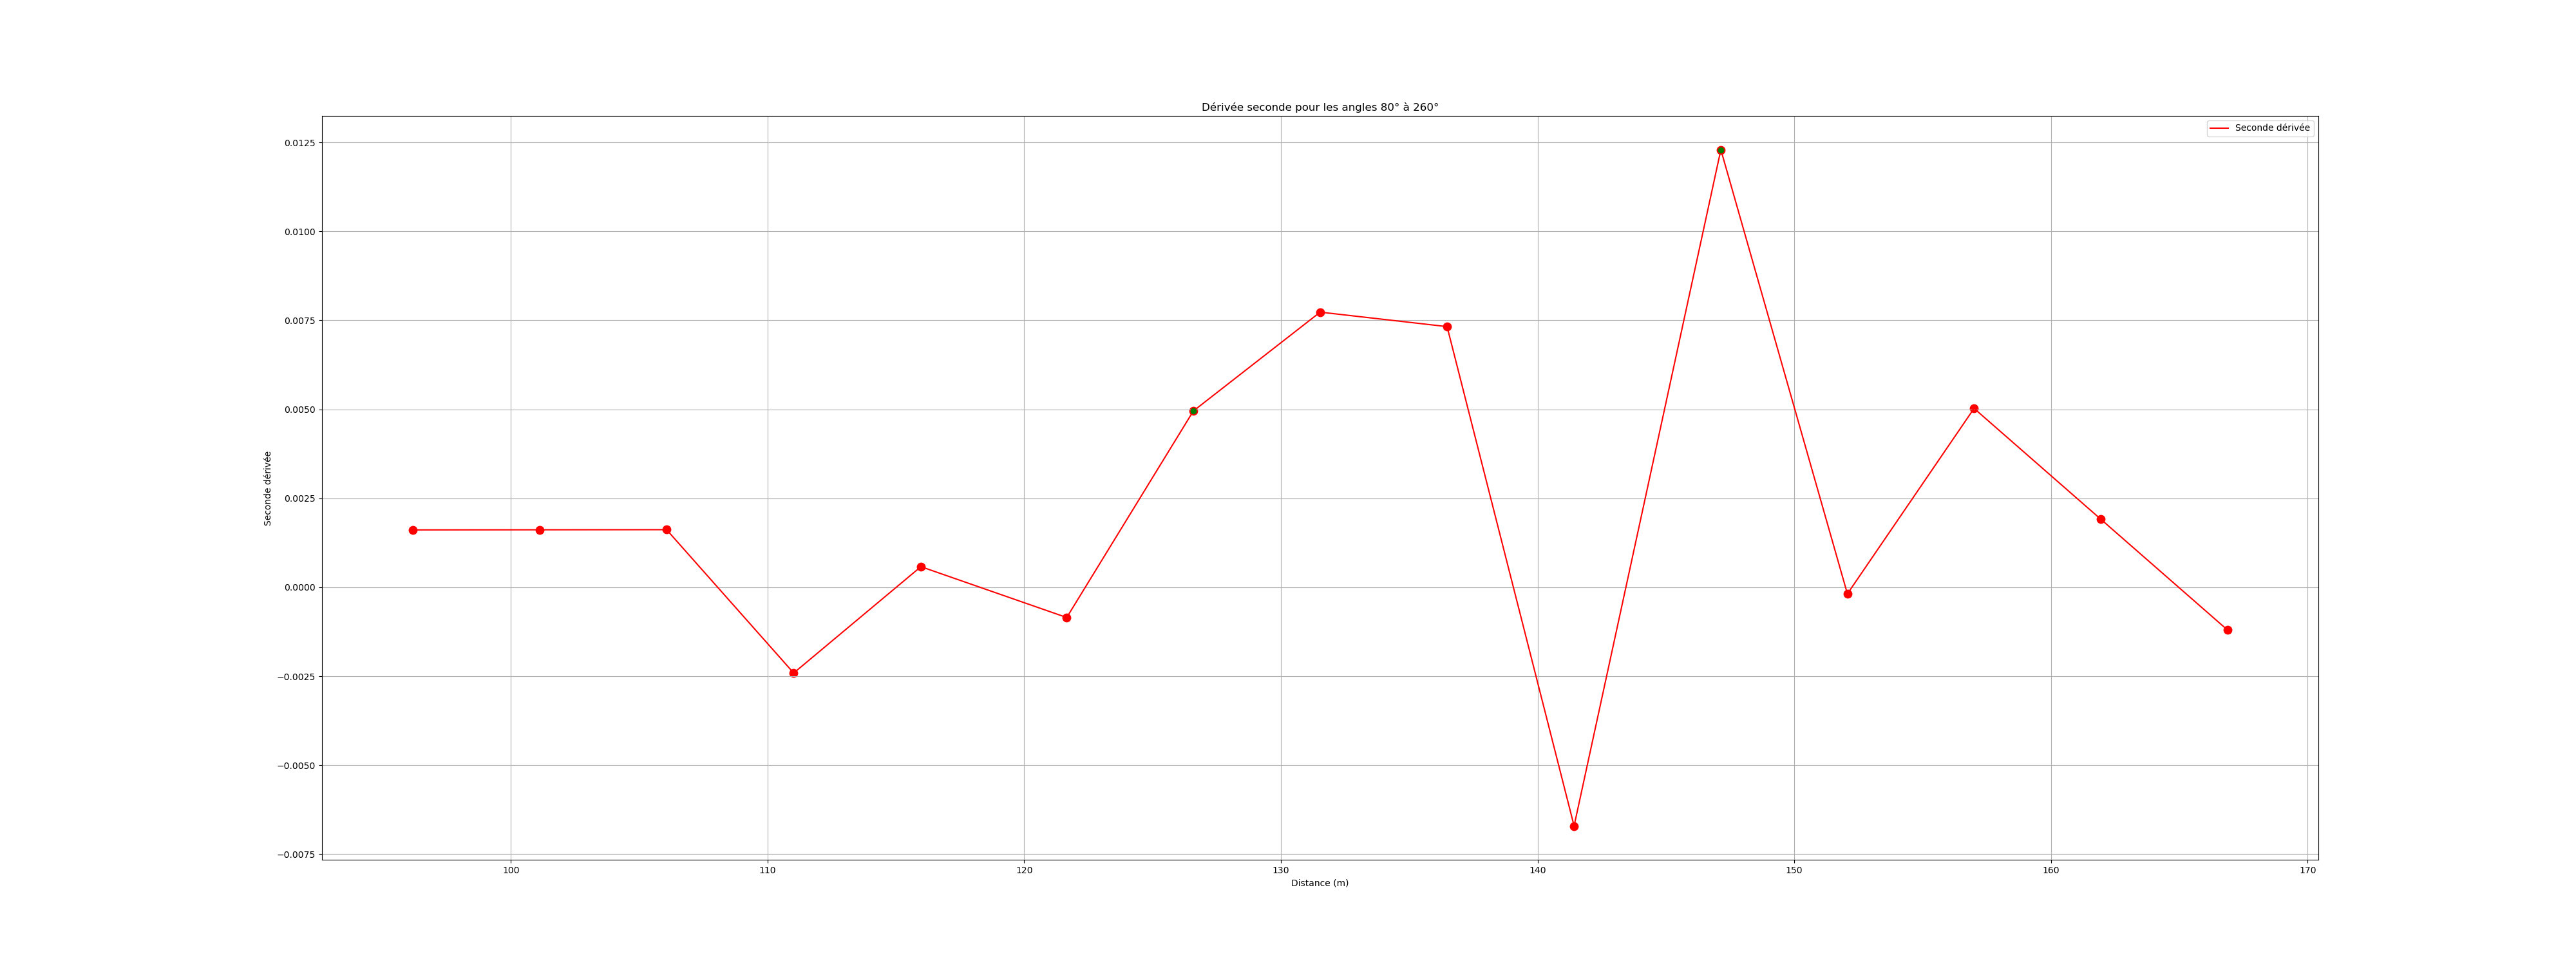 Dérivée seconde pour les angles 80° à 260°
Seconde dérivée
0.0125
0.0100
0.0075
0.0050
0.0025
0.0000
−0.0025
−0.0050
−0.0075
Seconde dérivée
100 110 120 130 140 150 160 170
Distance (m)